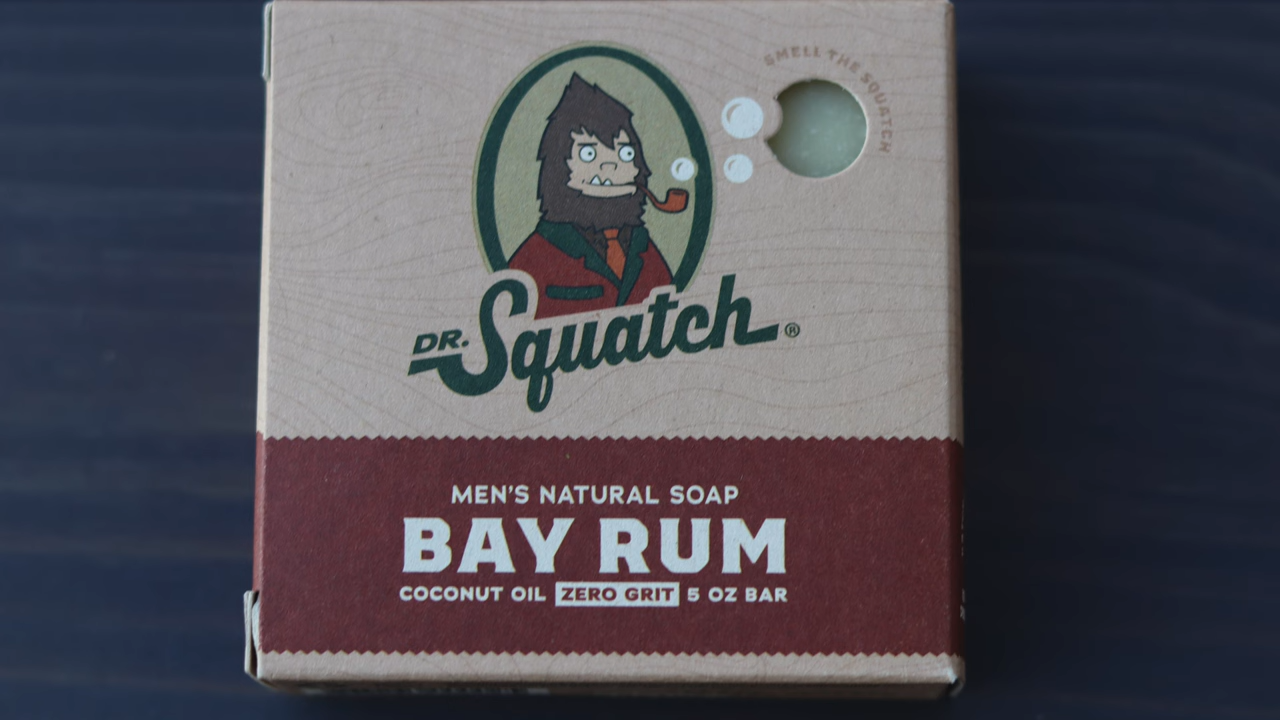 SMELL THE SQUATCH
DR. Squatch®
MEN'S NATURAL SOAP
BAY RUM
COCONUT OIL ZERO GRIT 5 OZ BAR